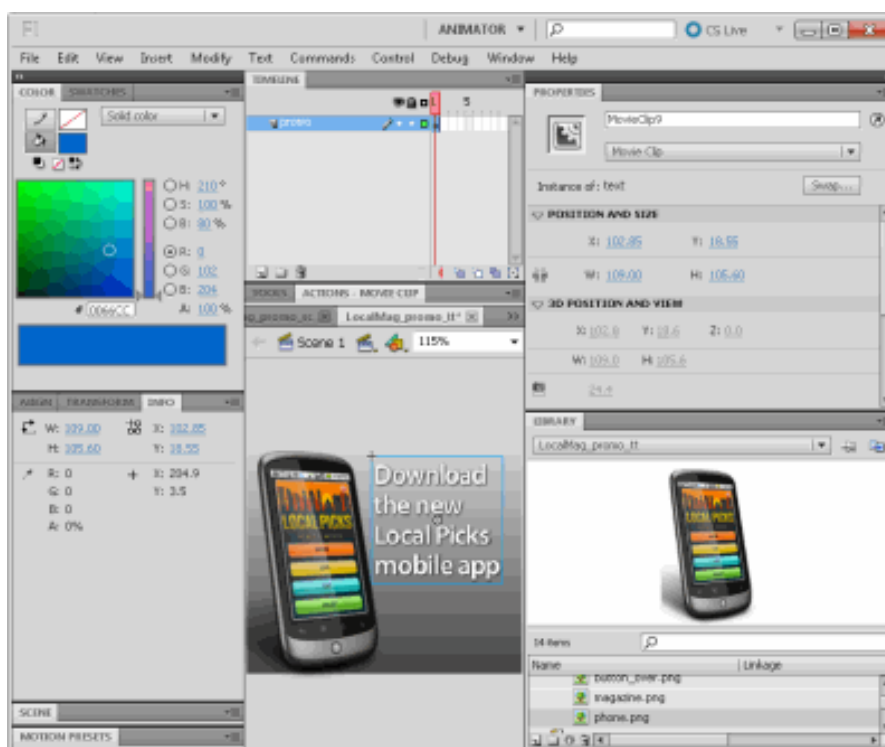 Fl
ANIMATOR
CS Live
File Edit View Insert Modify Text Commands Control Debug Window Help
COLOR SWATCHES
Solid color
H: 210 °
S: 100 %
B: 80 %
R: 0
G: 102
B: 204
# 0066CC
A: 100 %
ALIGN TRANSFORM INFO
W: 109.00 X: 102.85
H: 105.60 Y: 18.55
R: 0 X: 204.9
G: 0 Y: 3.5
B: 0
A: 0%
SCENE
MOTION PRESETS
TIMELINE
1 5
promo
TOOLS ACTIONS - MOVIE CLIP
LocalMag_promo_tt*
Scene 1 115%
LOCAL PICKS
Download
the new
Local Picks
mobile app
PROPERTIES
MovieClip9
Movie Clip
Instance of: text Swap...
POSITION AND SIZE
X: 102.85 Y: 18.55
W: 109.00 H: 105.60
3D POSITION AND VIEW
X: 102.8 Y: 18.6 Z: 0.0
W: 109.0 H: 105.6
24.4
LIBRARY
LocalMag_promo_tt
14 items
Name Linkage
button_over.png
magazine.png
phone.png